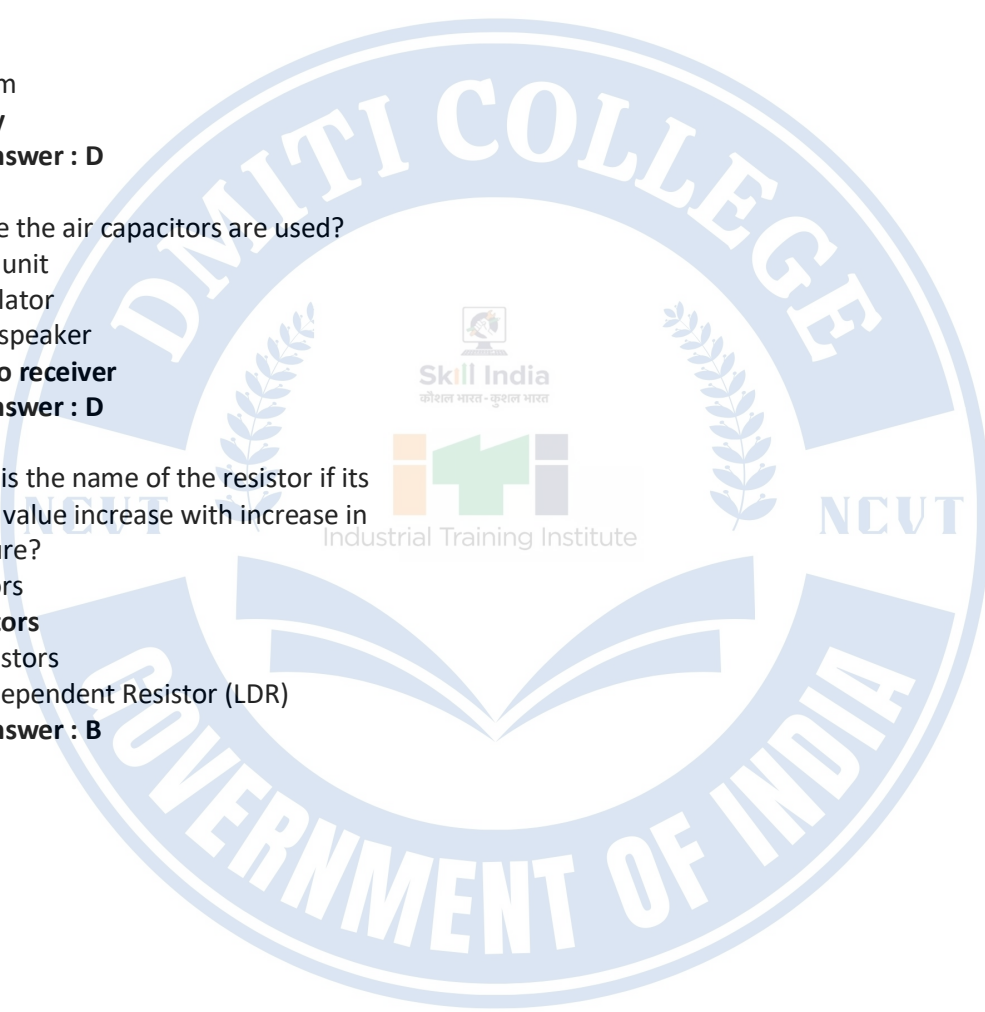 m
y
nswer : D
e the air capacitors are used?
unit
lator
speaker
o receiver
nswer : D
is the name of the resistor if its
value increase with increase in
ure?
ors
tors
stors
ependent Resistor (LDR)
nswer : B
DMITI COLLEGE
Skill India
कौशल भारत - कुशल भारत
iti
Industrial Training Institute
NCVT
NCVT
GOVERNMENT OF INDIA